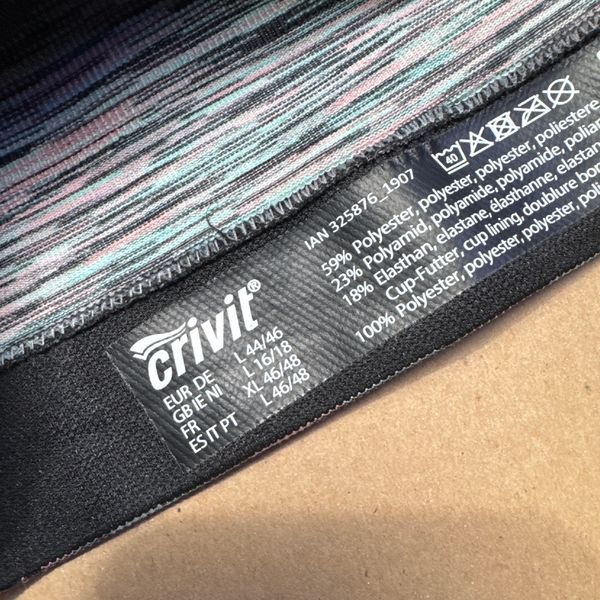 crivit®
EUR DE L 44/46
GB IE NI L 16/18
FR XL 46/48
ES IT PT L 46/48
IAN 325876_1907
40
59% Polyester, polyester, polyester, poliestere
23% Polyamid, polyamide, polyamide, poliam
18% Elasthan, elastane, élasthanne, elastan
Cup-Futter, cup lining, doublure bon
100% Polyester, polyester, polyester, polies